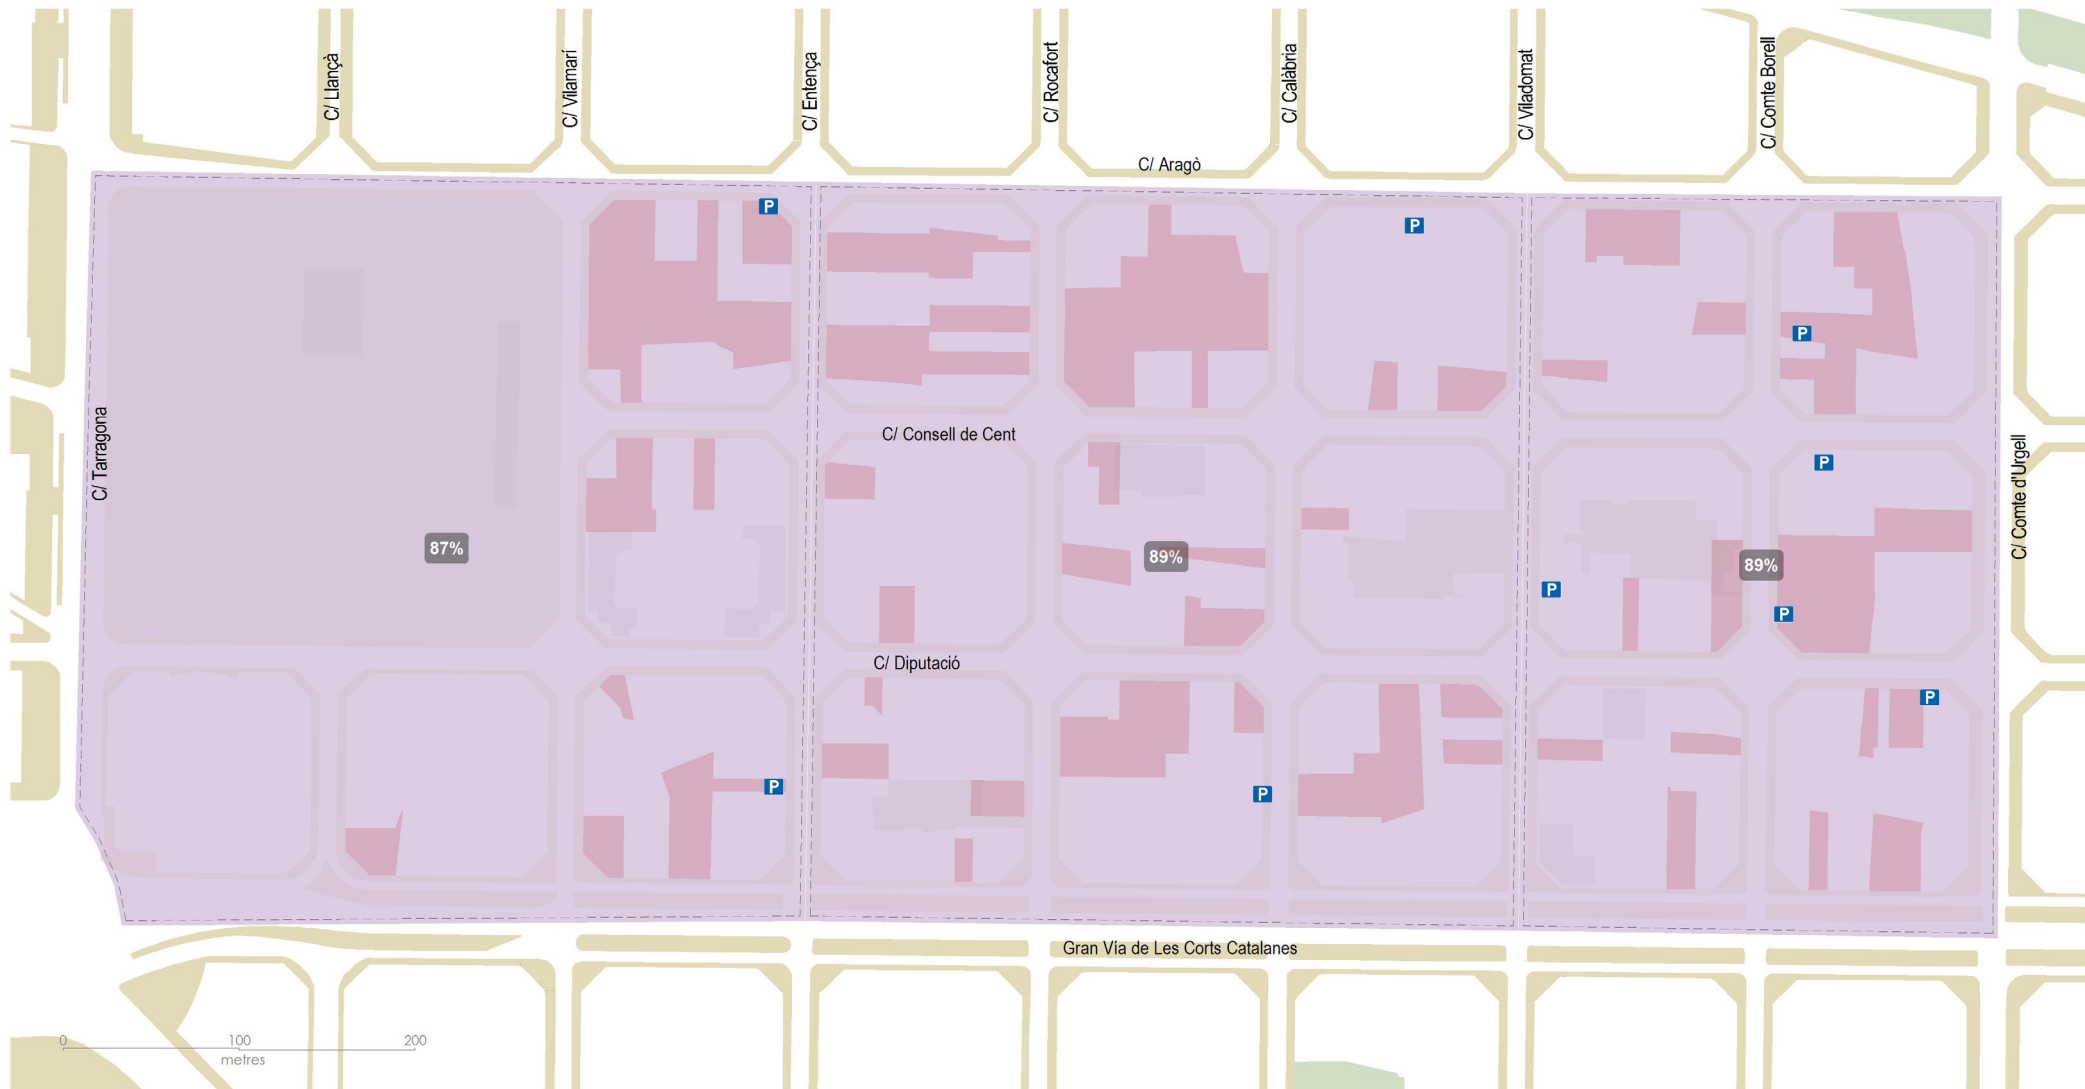 C/ Llançà
C/ Vilamarí
C/ Entença
C/ Rocafort
C/ Calàbria
C/ Viladomat
C/ Comte Borell
C/ Aragò
P
P
P
C/ Tarragona
C/ Consell de Cent
P
C/ Comte d'Urgell
87%
89%
89%
P
P
C/ Diputació
P
P
P
Gran Vía de Les Corts Catalanes
0 100 200
metres